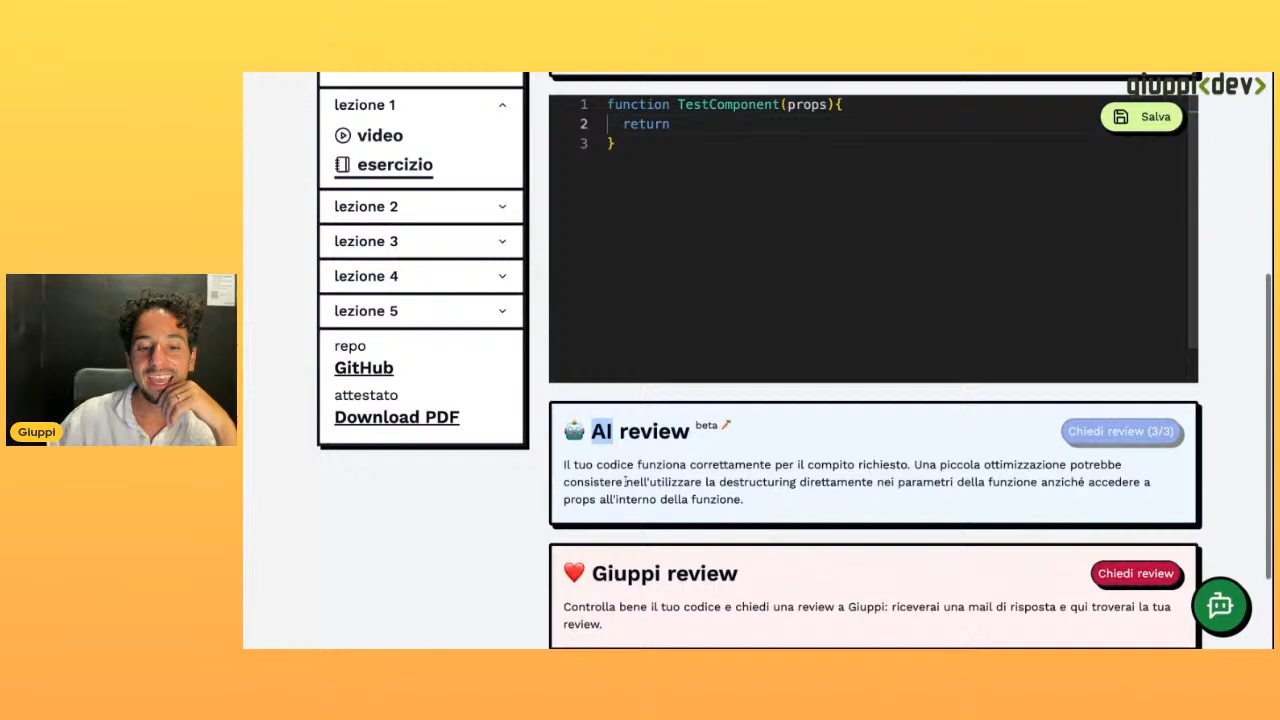 giuppi<dev>
lezione 1
video
esercizio
lezione 2
lezione 3
lezione 4
lezione 5
repo
GitHub
attestato
Download PDF
1 function TestComponent(props){
2 return
3 }
Salva
AI review beta
Chiedi review (3/3)
Il tuo codice funziona correttamente per il compito richiesto. Una piccola ottimizzazione potrebbe
consistere nell'utilizzare la destructuring direttamente nei parametri della funzione anziché accedere a
props all'interno della funzione.
Giuppi review
Chiedi review
Controlla bene il tuo codice e chiedi una review a Giuppi: riceverai una mail di risposta e qui troverai la tua
review.
Giuppi